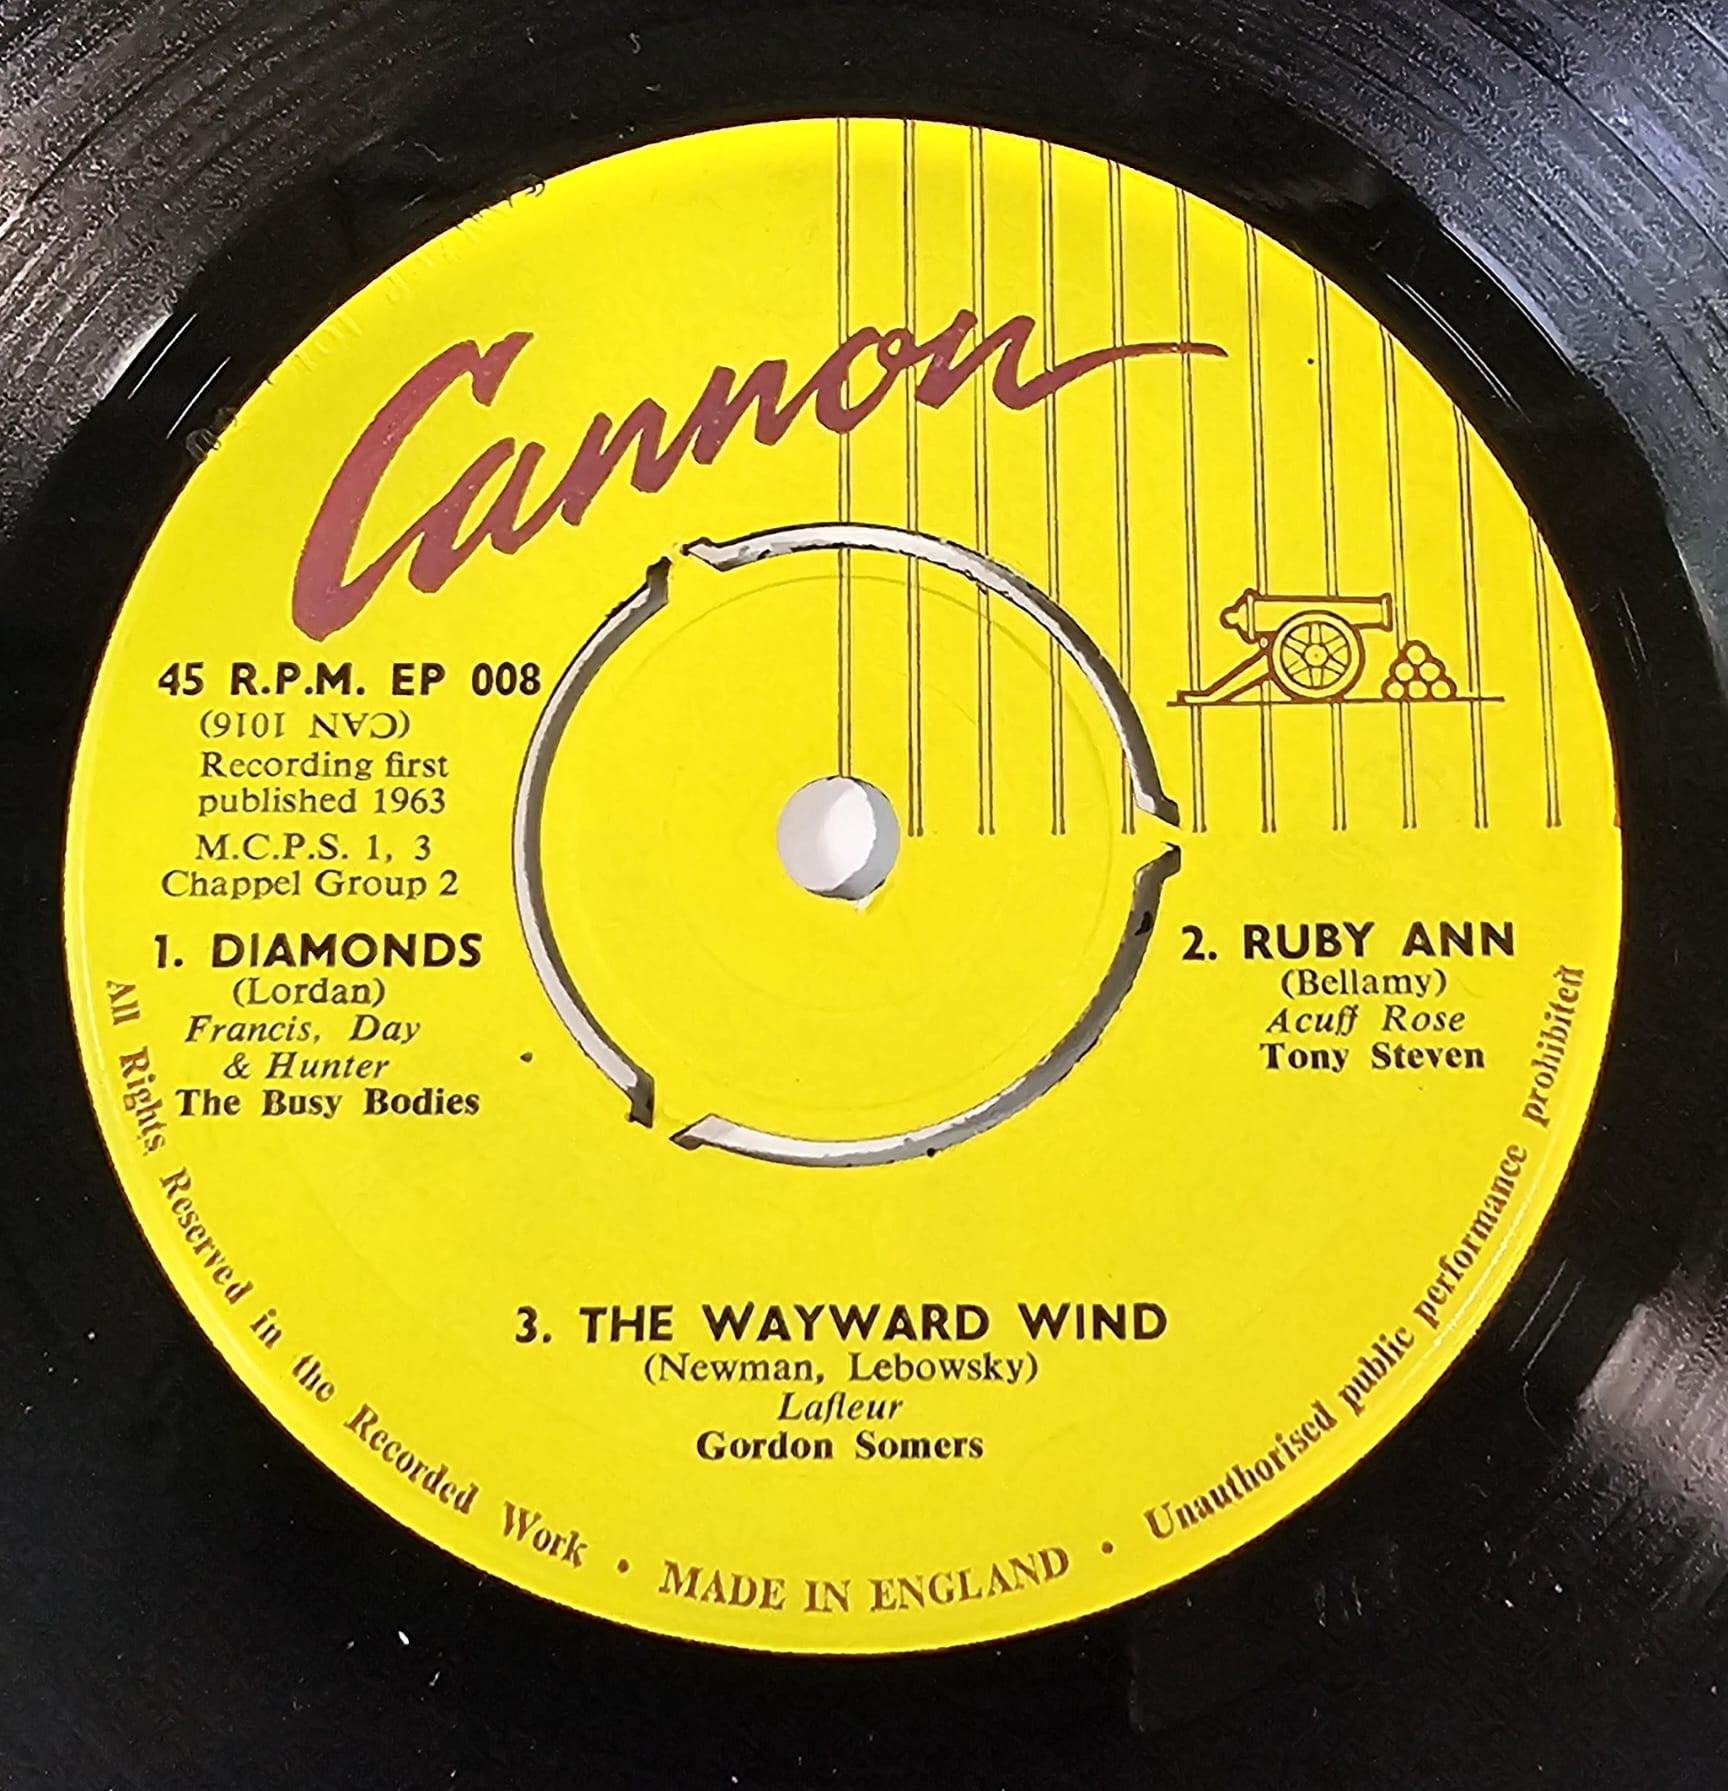 Cannon
45 R.P.M. EP 008
(CAN 1016)
Recording first
published 1963
M.C.P.S. 1, 3
Chappel Group 2
1. DIAMONDS
(Lordan)
Francis, Day
& Hunter
The Busy Bodies
2. RUBY ANN
(Bellamy)
Acuff Rose
Tony Steven
3. THE WAYWARD WIND
(Newman, Lebowsky)
Lafleur
Gordon Somers
All Rights Reserved in the Recorded Work • MADE IN ENGLAND • Unauthorised public performance prohibited